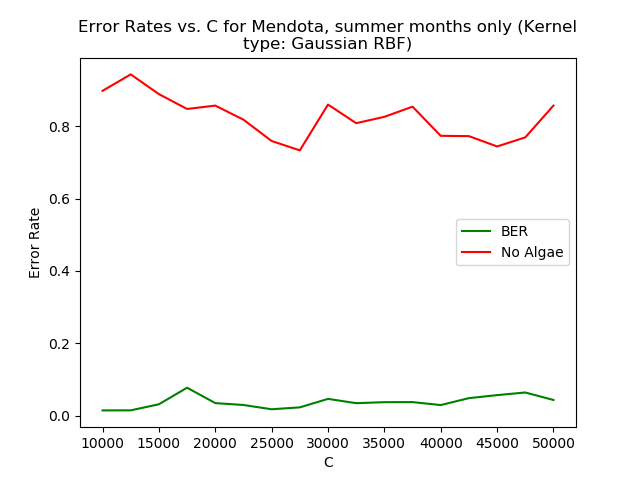 Error Rates vs. C for Mendota, summer months only (Kernel
type: Gaussian RBF)
Error Rate
0.8
0.6
0.4
0.2
0.0
BER
No Algae
10000 15000 20000 25000 30000 35000 40000 45000 50000
C